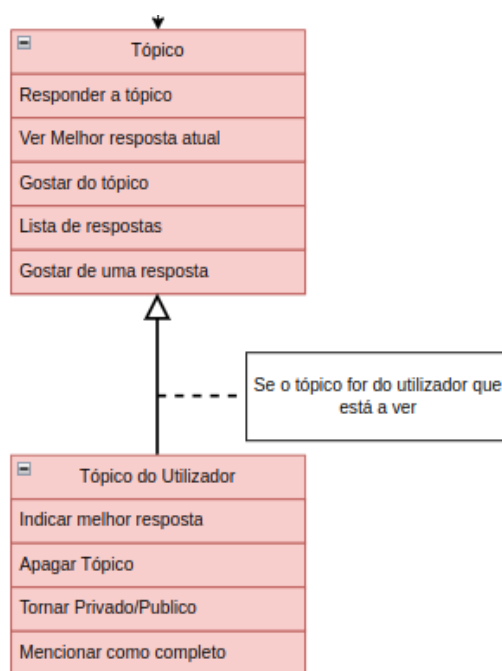 Tópico
Responder a tópico
Ver Melhor resposta atual
Gostar do tópico
Lista de respostas
Gostar de uma resposta
Se o tópico for do utilizador que
está a ver
Tópico do Utilizador
Indicar melhor resposta
Apagar Tópico
Tornar Privado/Publico
Mencionar como completo